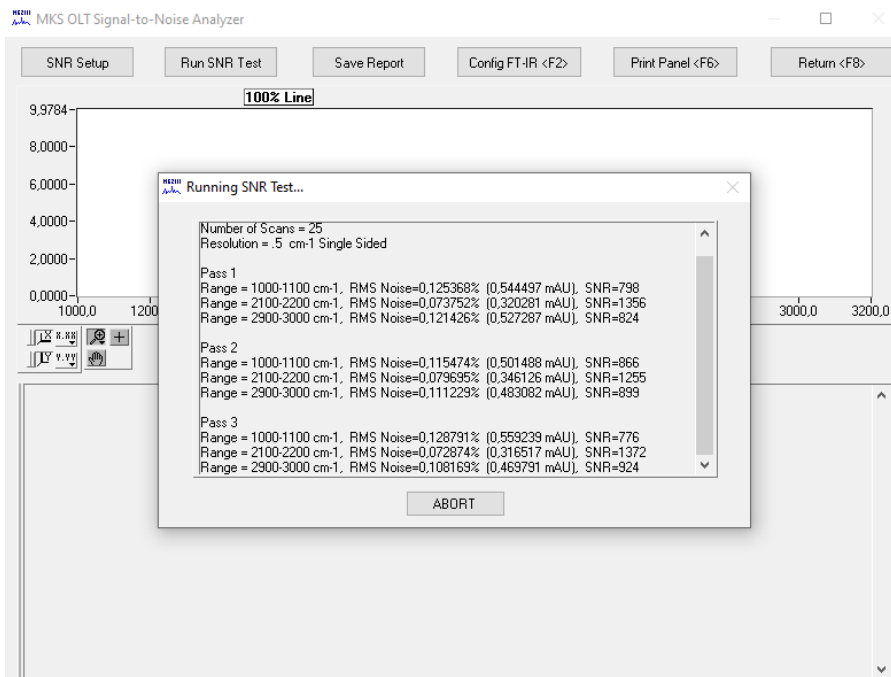 MKS OLT Signal-to-Noise Analyzer
SNR Setup Run SNR Test Save Report Config FT-IR <F2> Print Panel <F6> Return <F8>
100% Line
9,9784
8,0000
6,0000
4,0000
2,0000
0,0000
1000,0 1200 3000,0 3200,0
Running SNR Test...
Number of Scans = 25
Resolution = .5 cm-1 Single Sided
Pass 1
Range = 1000-1100 cm-1, RMS Noise=0,125368% (0,544497 mAU), SNR=798
Range = 2100-2200 cm-1, RMS Noise=0,073752% (0,320281 mAU), SNR=1356
Range = 2900-3000 cm-1, RMS Noise=0,121426% (0,527287 mAU), SNR=824
Pass 2
Range = 1000-1100 cm-1, RMS Noise=0,115474% (0,501488 mAU), SNR=866
Range = 2100-2200 cm-1, RMS Noise=0,079695% (0,346126 mAU), SNR=1255
Range = 2900-3000 cm-1, RMS Noise=0,111229% (0,483082 mAU), SNR=899
Pass 3
Range = 1000-1100 cm-1, RMS Noise=0,128791% (0,559239 mAU), SNR=776
Range = 2100-2200 cm-1, RMS Noise=0,072874% (0,316517 mAU), SNR=1372
Range = 2900-3000 cm-1, RMS Noise=0,108169% (0,469791 mAU), SNR=924
ABORT
X X.XX
Y Y.YY